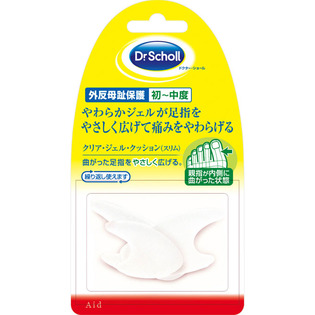 Dr Scholl
ドクター・ショール
外反母趾保護 初~中度
やわらかジェルが足指を
やさしく広げて痛みをやわらげる
クリア・ジェル・クッション(スリム)
曲がった足指をやさしく広げる。
繰り返し使えます
親指が内側に
曲がった状態
Aid